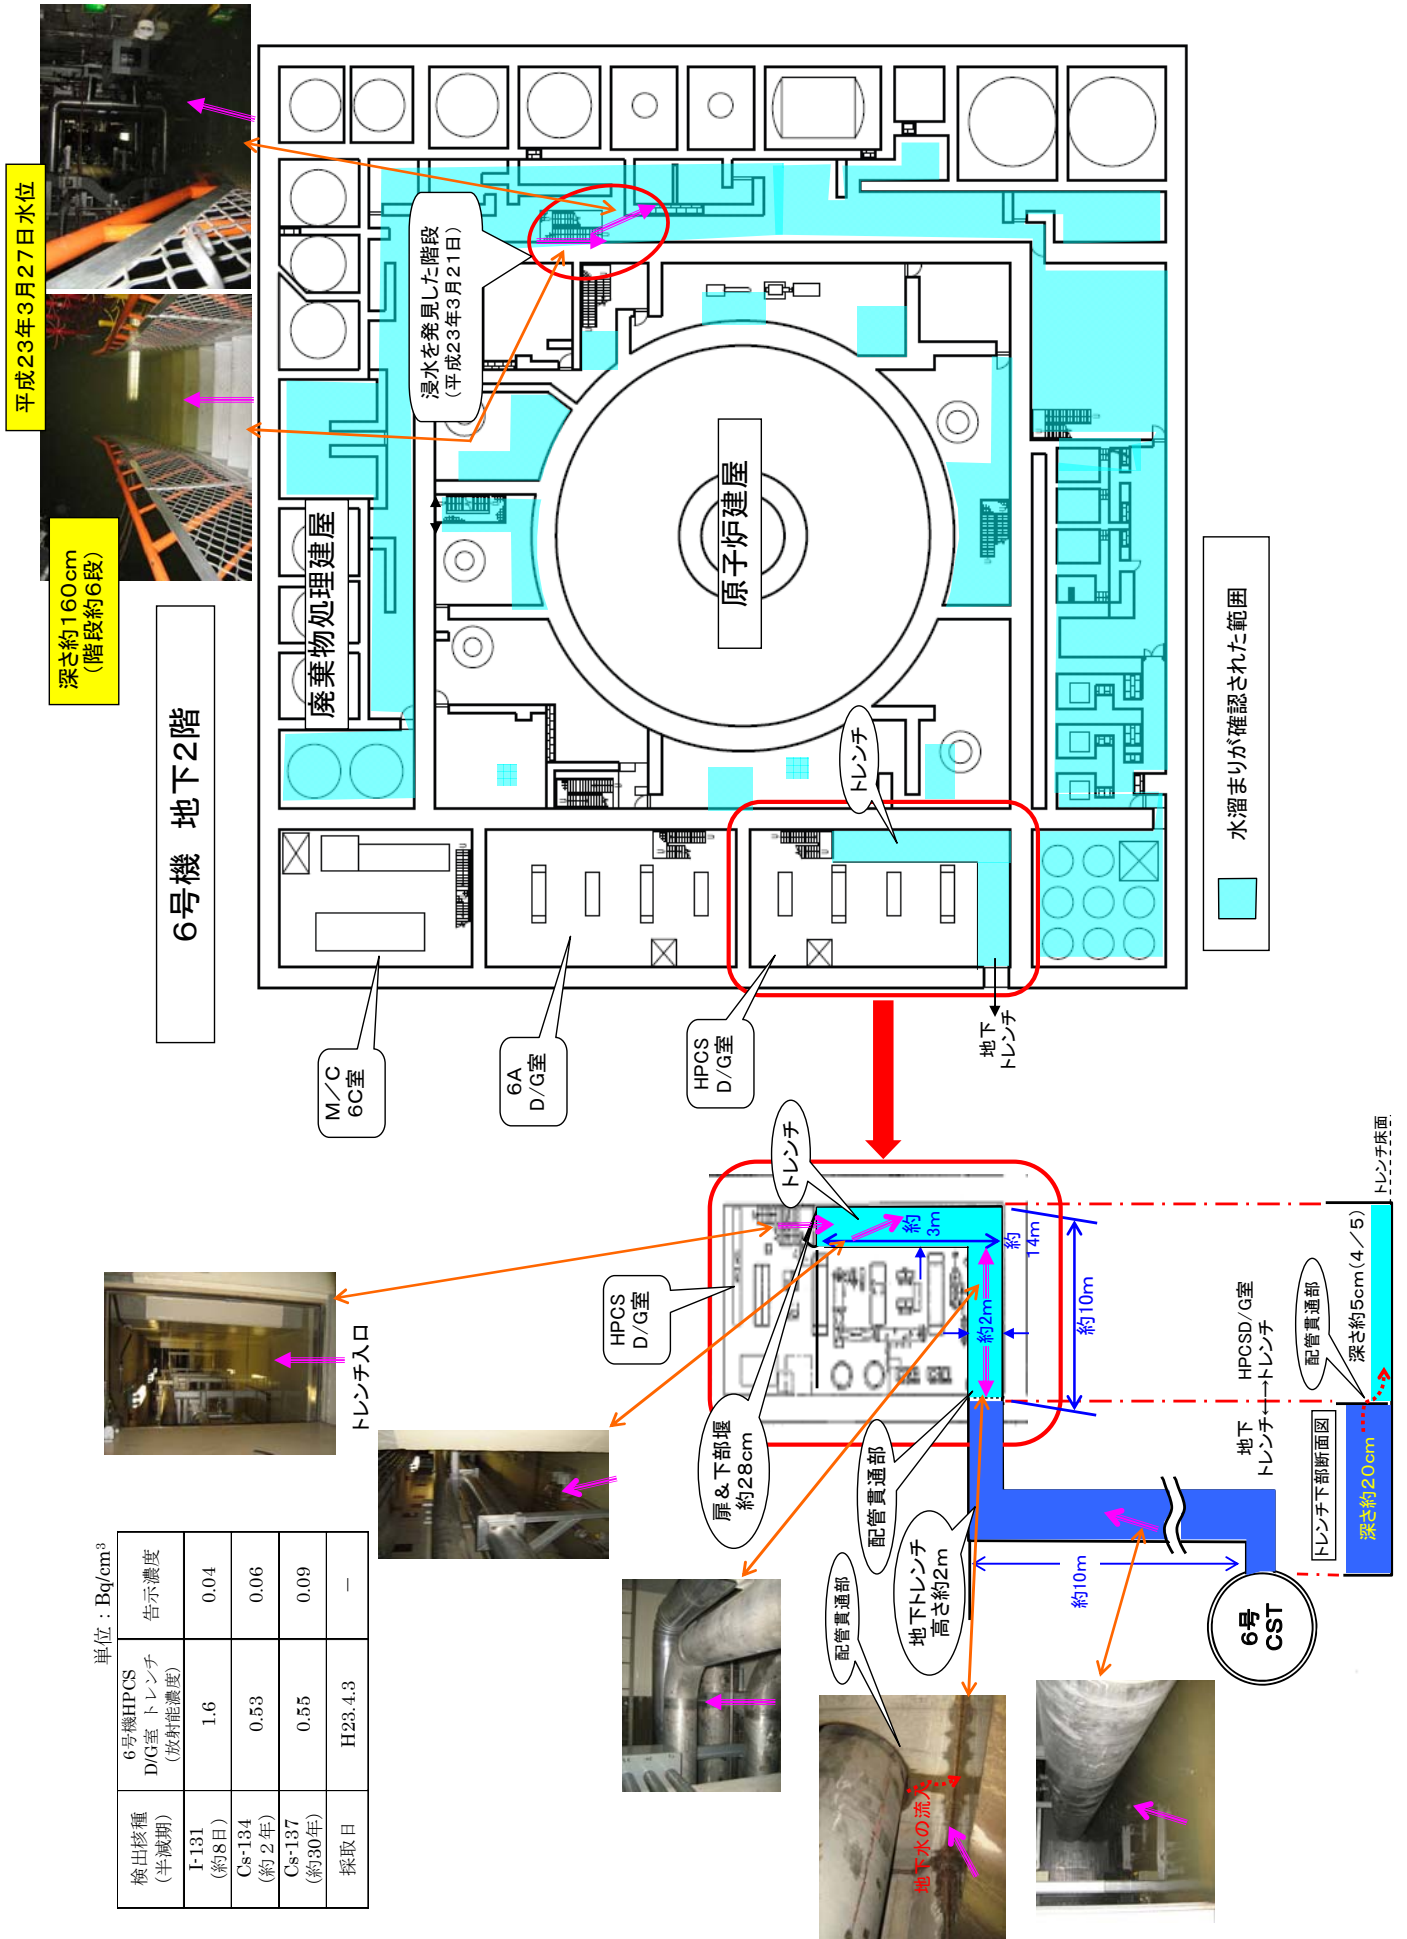 6号機 地下2階
平成23年3月27日水位
深さ約160cm
(階段約6段)
浸水を発見した階段
(平成23年3月21日)
廃棄物処理建屋
原子炉建屋
トレンチ
M/C
6C室
6A
D/G室
HPCS
D/G室
地下
トレンチ
水溜まりが確認された範囲
単位:Bq/cm³
検出核種
(半減期)
6号機HPCS
D/G室 トレンチ
(放射能濃度)
告示濃度
I-131
(約8日)
1.6
0.04
Cs-134
(約2年)
0.53
0.06
Cs-137
(約30年)
0.55
0.09
採取日
H23.4.3
－
トレンチ入口
HPCS
D/G室
トレンチ
扉&下部堰
約28cm
約
3m
約
14m
約2m
約10m
配管貫通部
地下トレンチ
高さ約2m
配管貫通部
地下水の流入
約10m
6号
CST
地下 HPCSD/G室
トレンチ←→トレンチ
トレンチ下部断面図
配管貫通部
深さ約20cm
深さ約5cm(4/5)
トレンチ床面